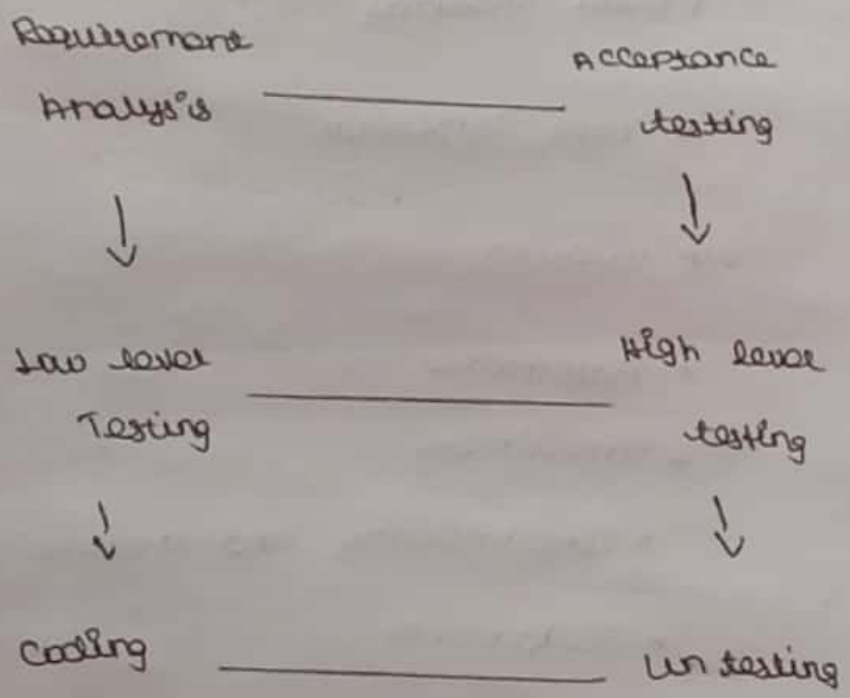 Requirement
Acceptance
Analysis
testing
Low level
High level
Testing
testing
Coding
Un testing